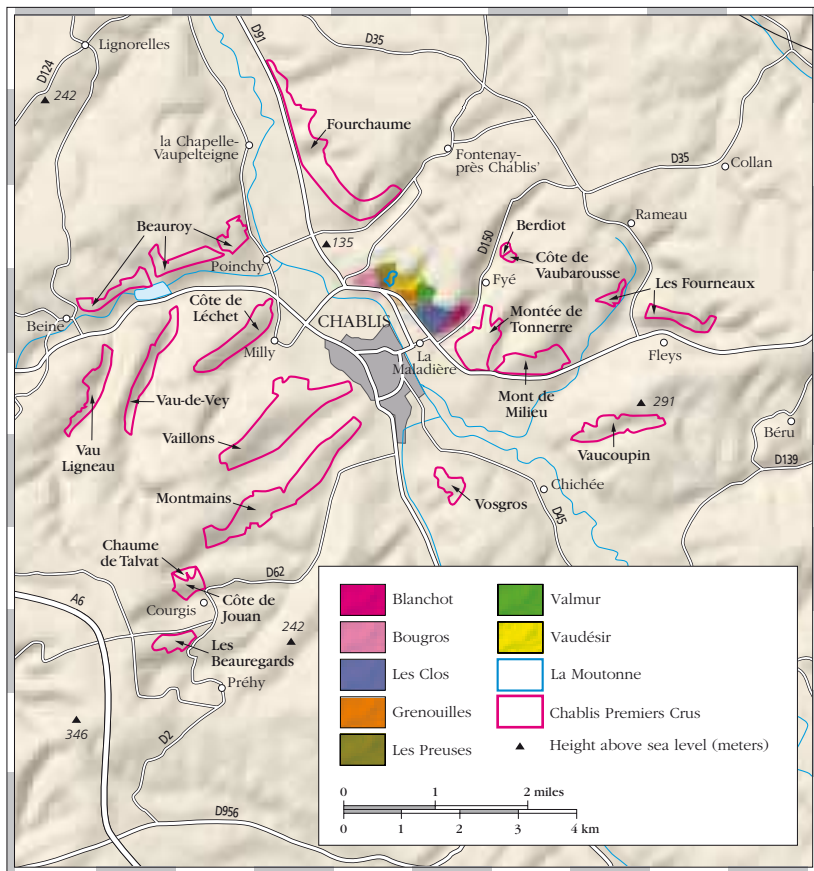 D91
D35
Lignorelles
D124
242
Fourchaume
la Chapelle-
Vaupelteigne
Fontenay-
près Chablis'
D35
Collan
Beauroy
135
D150
Berdiot
Rameau
Poinchy
Côte de
Vaubarousse
Fyé
Les Fourneaux
Côte de
Léchet
CHABLIS
Montée de
Tonnerre
Beine
Milly
La
Maladière
Fleys
Mont de
Milieu
Vau-de-Vey
291
Béru
Vau
Ligneau
Vaillons
Vaucoupin
D139
Montmains
Vosgros
Chichée
D45
Chaume
de Talvat
D62
A6
Courgis
Côte de
Jouan
242
Les
Beauregards
Préhy
346
D2
D956
Blanchot
Bougros
Les Clos
Grenouilles
Les Preuses
Valmur
Vaudésir
La Moutonne
Chablis Premiers Crus
Height above sea level (meters)
0 1 2 miles
0 1 2 3 4 km